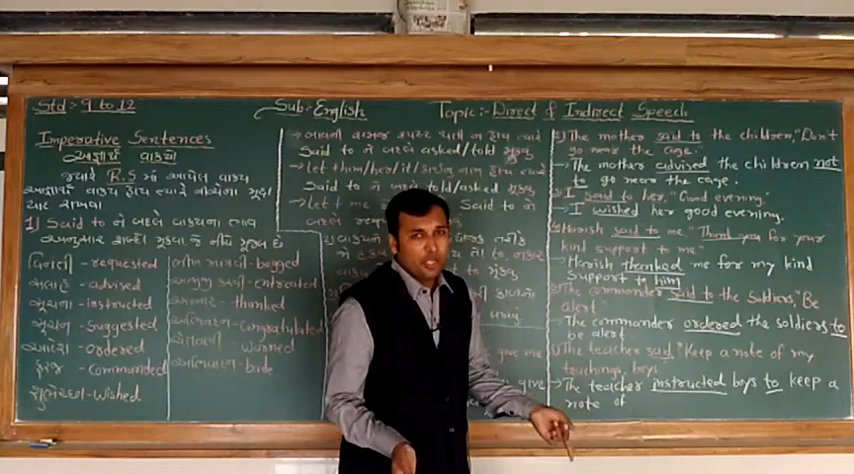 Std:- 9 to 12
Sub:- English
Topic:- Direct & Indirect Speech
Imperative Sentences
આજ્ઞાર્થ વાક્યો
જ્યારે R.S માં આપેલ વાક્ય
આજ્ઞાર્થ વાક્ય હોય ત્યારે નીચેના મુદ્દા
યાદ રાખવા
1) Said to ને બદલે વાક્યના ભાવ
અનુસાર શબ્દો મૂકવા જે નીચે મુજબ છે
વિનંતી - requested
સલાહ - advised
સૂચના - instructed
સૂચન - suggested
આદેશ - ordered
ફરજ - Commanded
શુભેચ્છા - Wished
ભીખ માગવી - begged
આજીજી કરવી - entreated
આભાર - thanked
અભિનંદન - congratulated
ચેતવણી - warned
અભિવાદન - bade
Said to ને બદલે asked/told મૂકવુ
→ let him/her/it/ નામ હોય ત્યારે
Said to ને બદલે told/asked મૂકવુ
→ let me Said to ને
બદલે
give me
give
2) The mother said to the children, "Don't
go near the cage."
→ The mother advised the children not
to go near the cage.
I said to her, "Good evening."
→ I wished her good evening.
Harish said to me, "Thank you for your
kind support to me."
→ Harish thanked me for my kind
Support to him
The commander said to the Soldiers, "Be
alert
→ The commander ordered the soldiers to
be alert.
The teacher said, "Keep a note of my
teachings, boys."
→ The teacher instructed boys to keep a
note of